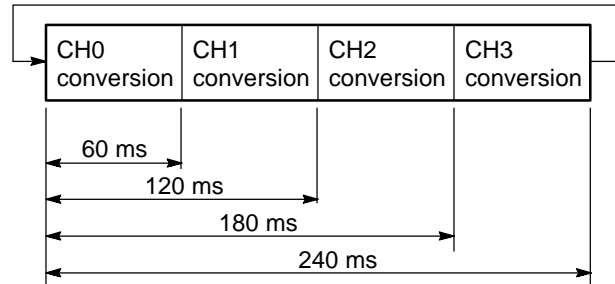 CH0 CH1 CH2 CH3
conversion conversion conversion conversion
60 ms
120 ms
180 ms
240 ms